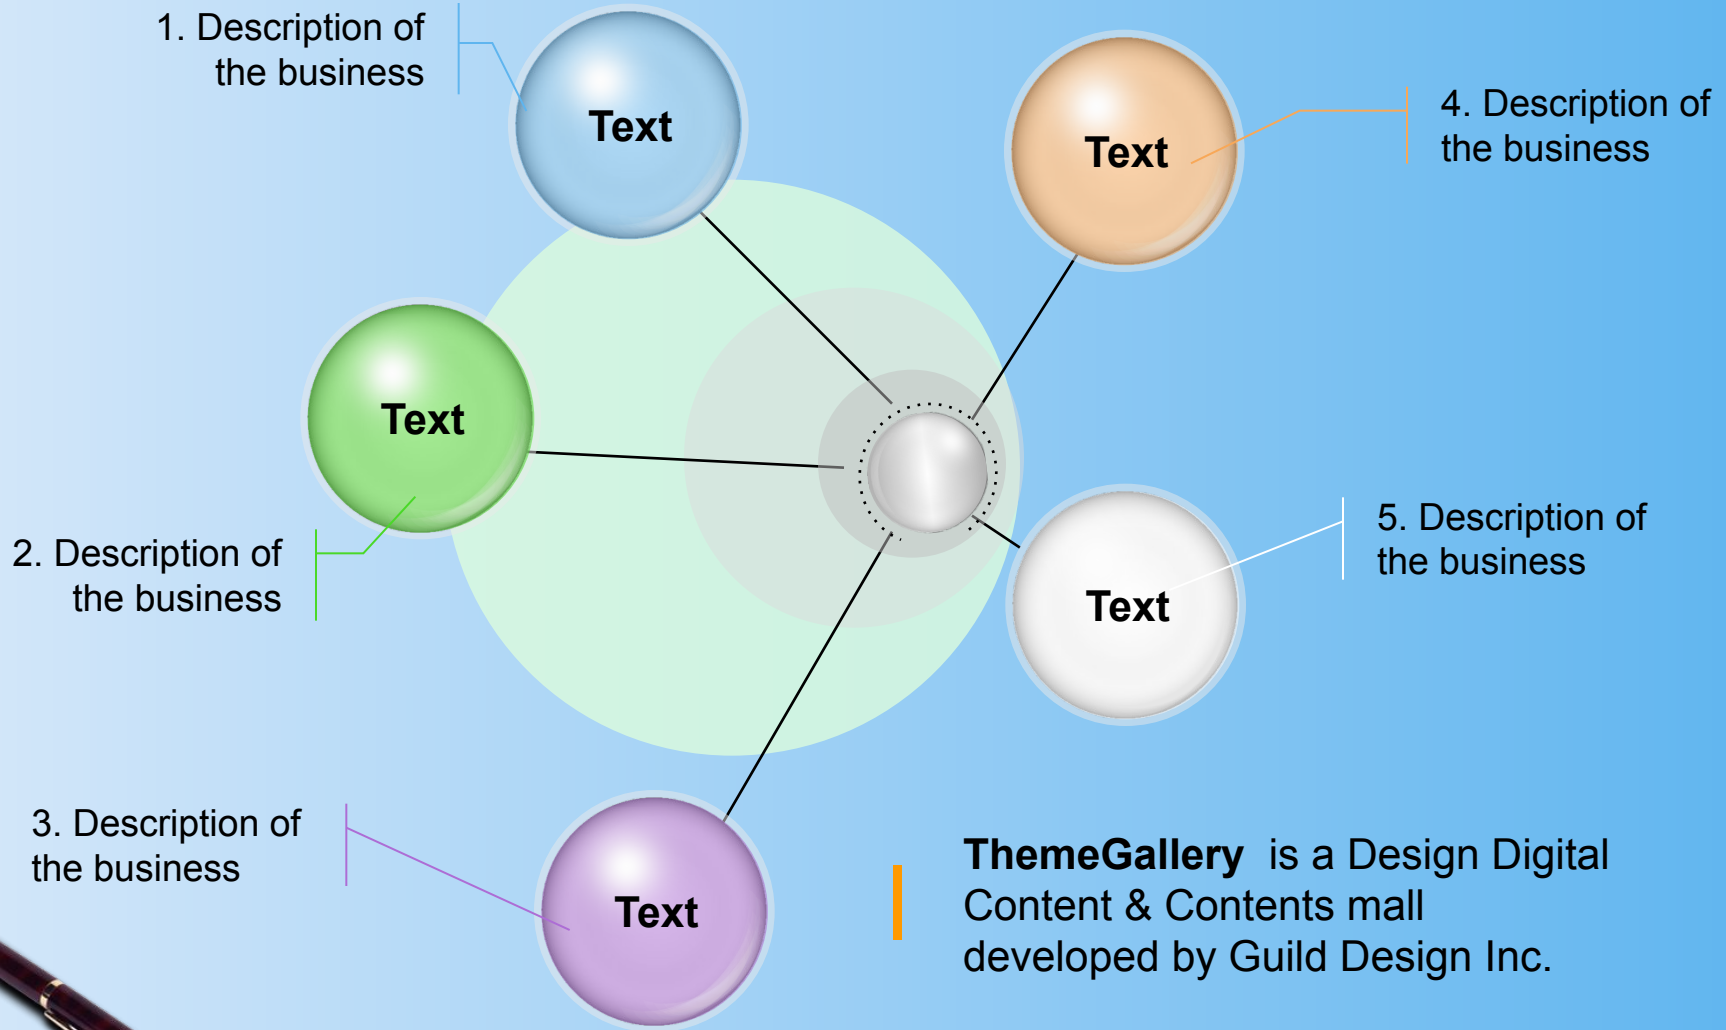 1. Description of
the business
Text
Text
4. Description of
the business
Text
2. Description of
the business
5. Description of
the business
Text
3. Description of
the business
Text
ThemeGallery is a Design Digital
Content & Contents mall
developed by Guild Design Inc.